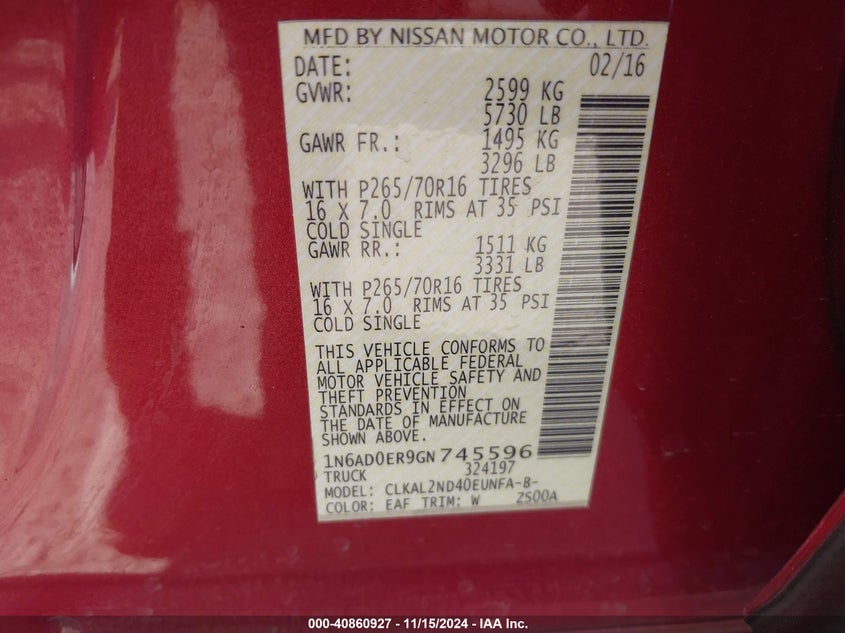 MFD BY NISSAN MOTOR CO., LTD.
DATE: 02/16
GVWR: 2599 KG
5730 LB
GAWR FR.: 1495 KG
3296 LB
WITH P265/70R16 TIRES
16 X 7.0 RIMS AT 35 PSI
COLD SINGLE
GAWR RR.: 1511 KG
3331 LB
WITH P265/70R16 TIRES
16 X 7.0 RIMS AT 35 PSI
COLD SINGLE
THIS VEHICLE CONFORMS TO
ALL APPLICABLE FEDERAL
MOTOR VEHICLE SAFETY AND
THEFT PREVENTION
STANDARDS IN EFFECT ON
THE DATE OF MANUFACTURE
SHOWN ABOVE.
1N6AD0ER9GN 745596
TRUCK 324197
MODEL: CLKAL2ND40EUNFA-B-
COLOR: EAF TRIM: W ZS00A
000-40860927 - 11/15/2024 - IAA Inc.